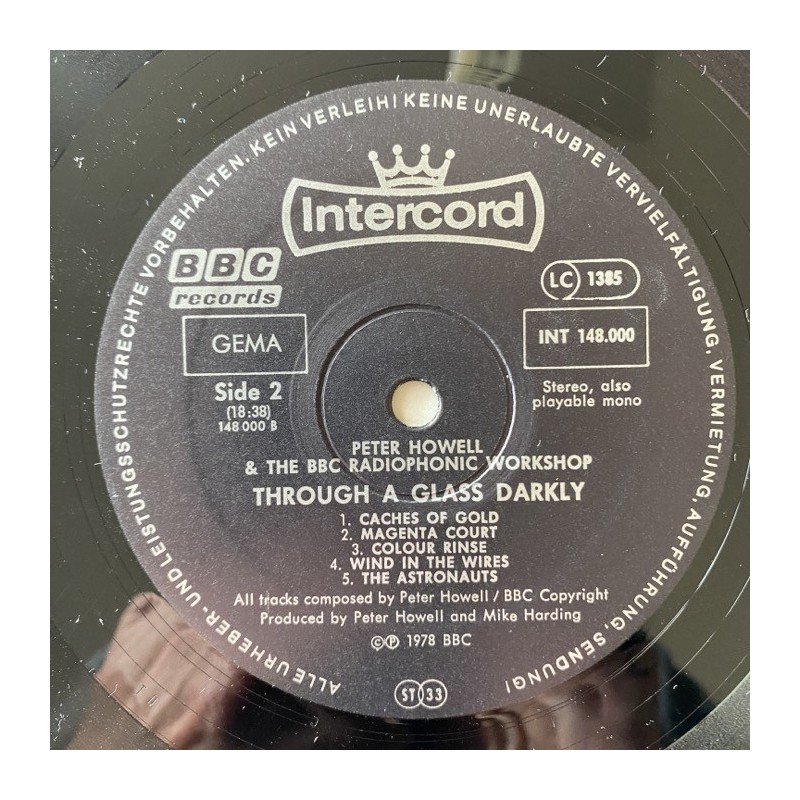 ALLE URHEBER- UND LEISTUNGSSCHUTZRECHTE VORBEHALTEN. KEIN VERLEIH! KEINE UNERLAUBTE VERVIELFÄLTIGUNG, VERMIETUNG, AUFFÜHRUNG, SENDUNG!
Intercord
BBC
records
LC 1385
GEMA
INT 148.000
Side 2
(18:38)
148 000 B
Stereo, also
playable mono
PETER HOWELL
& THE BBC RADIOPHONIC WORKSHOP
THROUGH A GLASS DARKLY
1. CACHES OF GOLD
2. MAGENTA COURT
3. COLOUR RINSE
4. WIND IN THE WIRES
5. THE ASTRONAUTS
All tracks composed by Peter Howell / BBC Copyright
Produced by Peter Howell and Mike Harding
©℗ 1978 BBC
ST 33